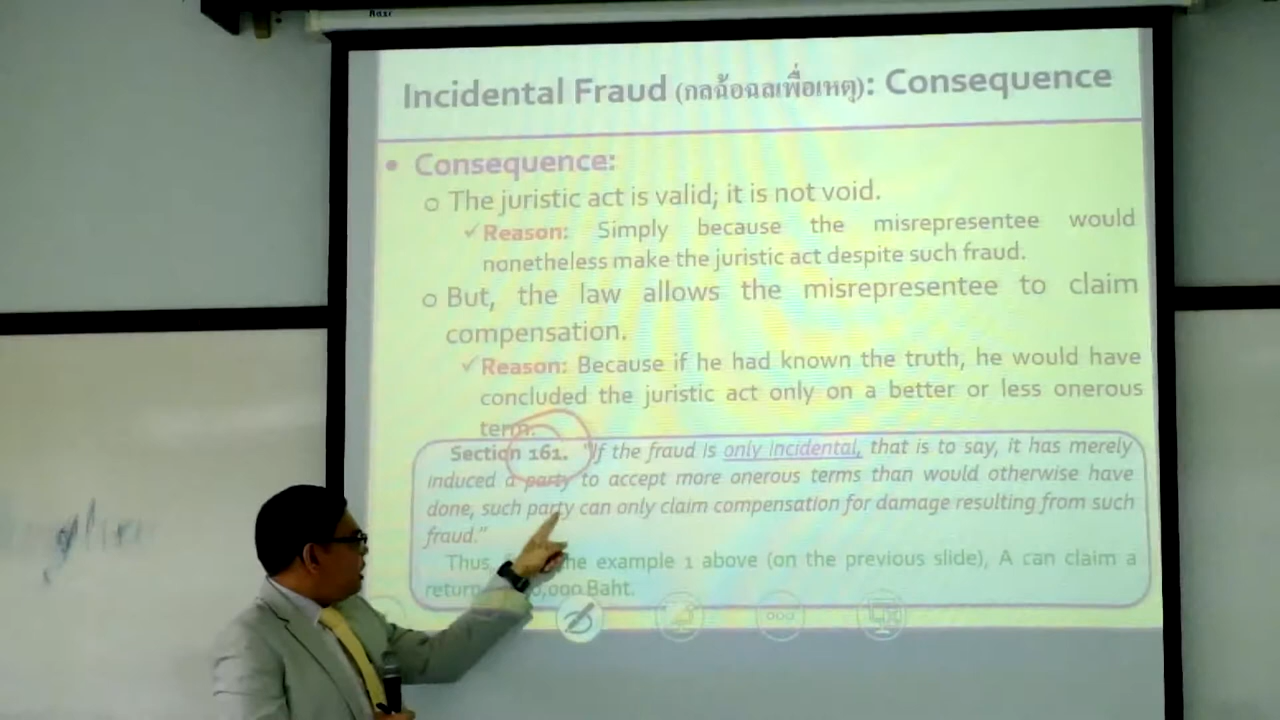 Incidental Fraud (กลฉ้อฉลเพื่อเหตุ): Consequence
• Consequence:
o The juristic act is valid; it is not void.
✓ Reason: Simply because the misrepresentee would
nonetheless make the juristic act despite such fraud.
o But, the law allows the misrepresentee to claim
compensation.
✓ Reason: Because if he had known the truth, he would have
concluded the juristic act only on a better or less onerous
term.
Section 161. "If the fraud is only incidental, that is to say, it has merely
induced a party to accept more onerous terms than would otherwise have
done, such party can only claim compensation for damage resulting from such
fraud."
Thus, the example 1 above (on the previous slide), A can claim a
return 0,000 Baht.